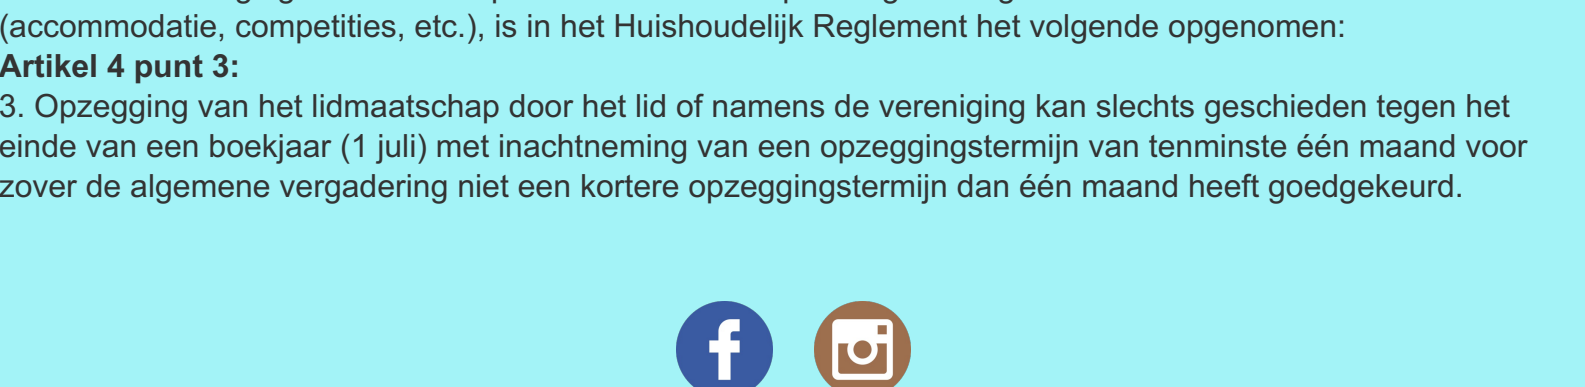 (accommodatie, competities, etc.), is in het Huishoudelijk Reglement het volgende opgenomen:
Artikel 4 punt 3:
3. Opzegging van het lidmaatschap door het lid of namens de vereniging kan slechts geschieden tegen het
einde van een boekjaar (1 juli) met inachtneming van een opzeggingstermijn van tenminste één maand voor
zover de algemene vergadering niet een kortere opzeggingstermijn dan één maand heeft goedgekeurd.